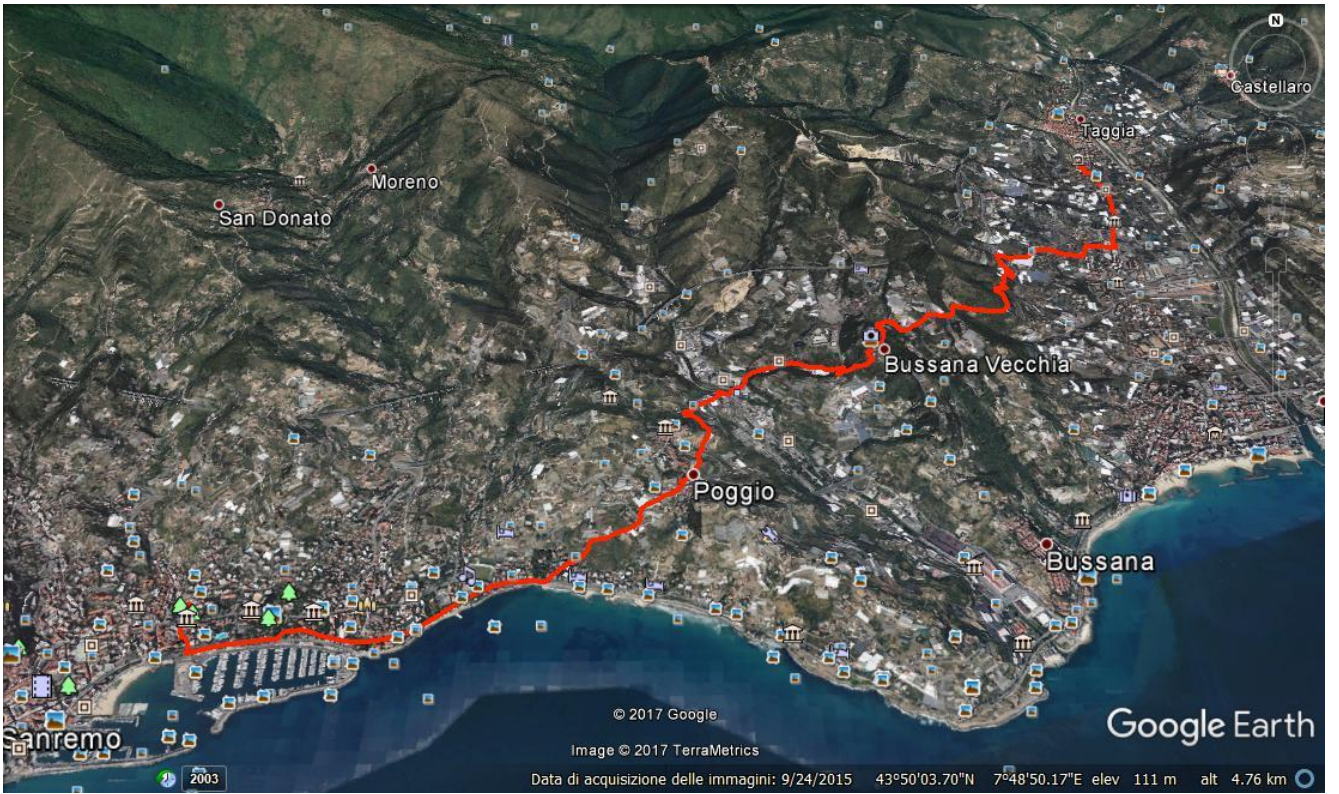 N
Castellaro
Taggia
Moreno
San Donato
Bussana Vecchia
Poggio
Bussana
© 2017 Google
Sanremo
Google Earth
Image © 2017 TerraMetrics
2003
Data di acquisizione delle immagini: 9/24/2015 43°50'03.70"N 7°48'50.17"E elev 111 m alt 4.76 km